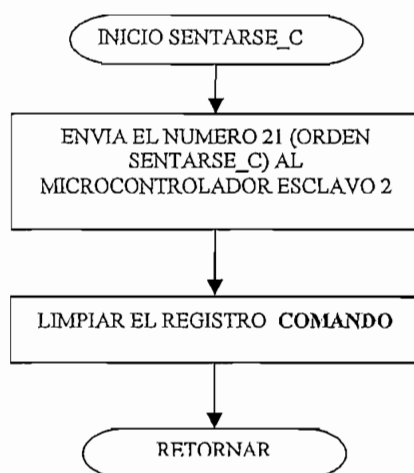 INICIO SENTARSE_C
ENVIA EL NUMERO 21 (ORDEN
SENTARSE_C) AL
MICROCONTROLADOR ESCLAVO 2
LIMPIAR EL REGISTRO COMANDO
RETORNAR